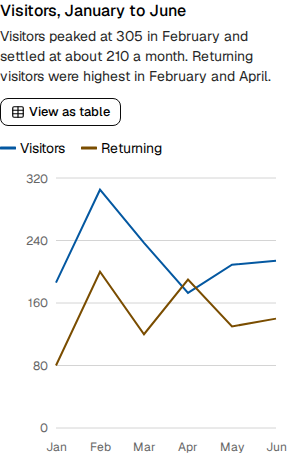 Visitors, January to June
Visitors peaked at 305 in February and
settled at about 210 a month. Returning
visitors were highest in February and April.
View as table
Visitors Returning
320
240
160
80
0
Jan Feb Mar Apr May Jun